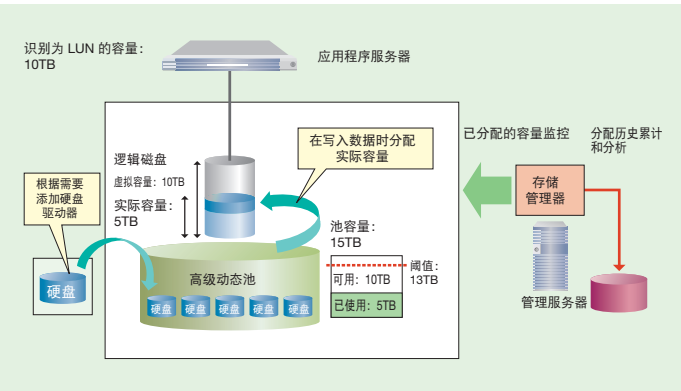 识别为 LUN 的容量：
10TB
应用程序服务器
在写入数据时分配
实际容量
已分配的容量监控
分配历史累计
和分析
逻辑磁盘
虚拟容量：10TB
实际容量：
5TB
根据需要
添加硬盘
驱动器
存储
管理器
池容量：
15TB
阈值：
13TB
可用：10TB
已使用：5TB
高级动态池
硬盘
硬盘
硬盘
硬盘
硬盘
硬盘
管理服务器